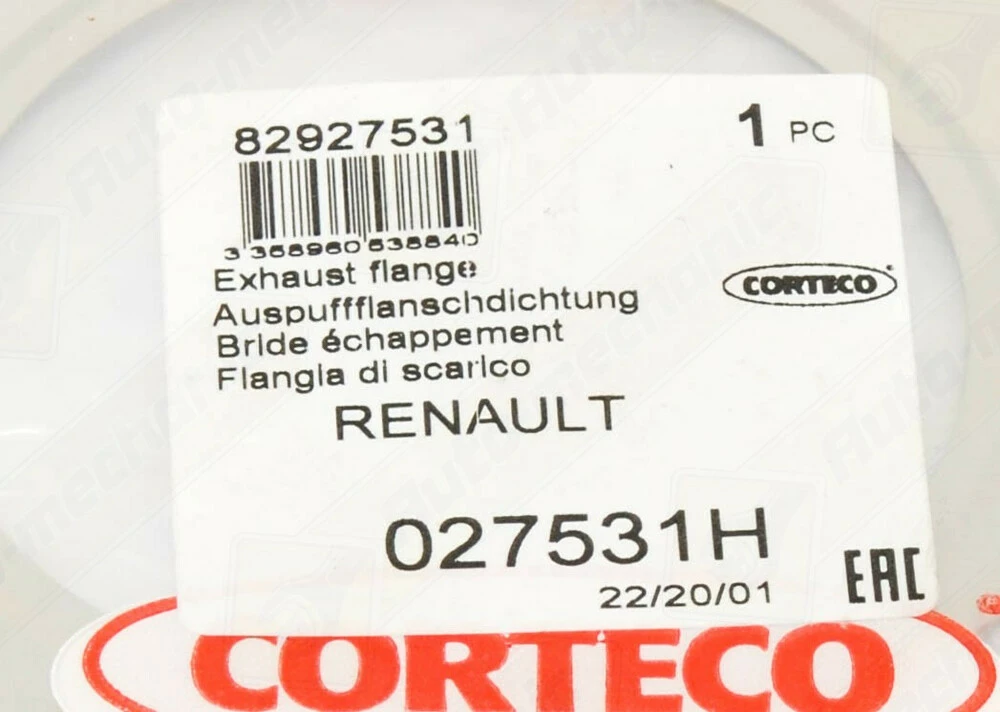 82927531
1 PC
3 358960 538840
Exhaust flange
Auspuffflanschdichtung
CORTECO
Bride échappement
Flangia di scarico
RENAULT
027531H
22/20/01
EAC
CORTECO